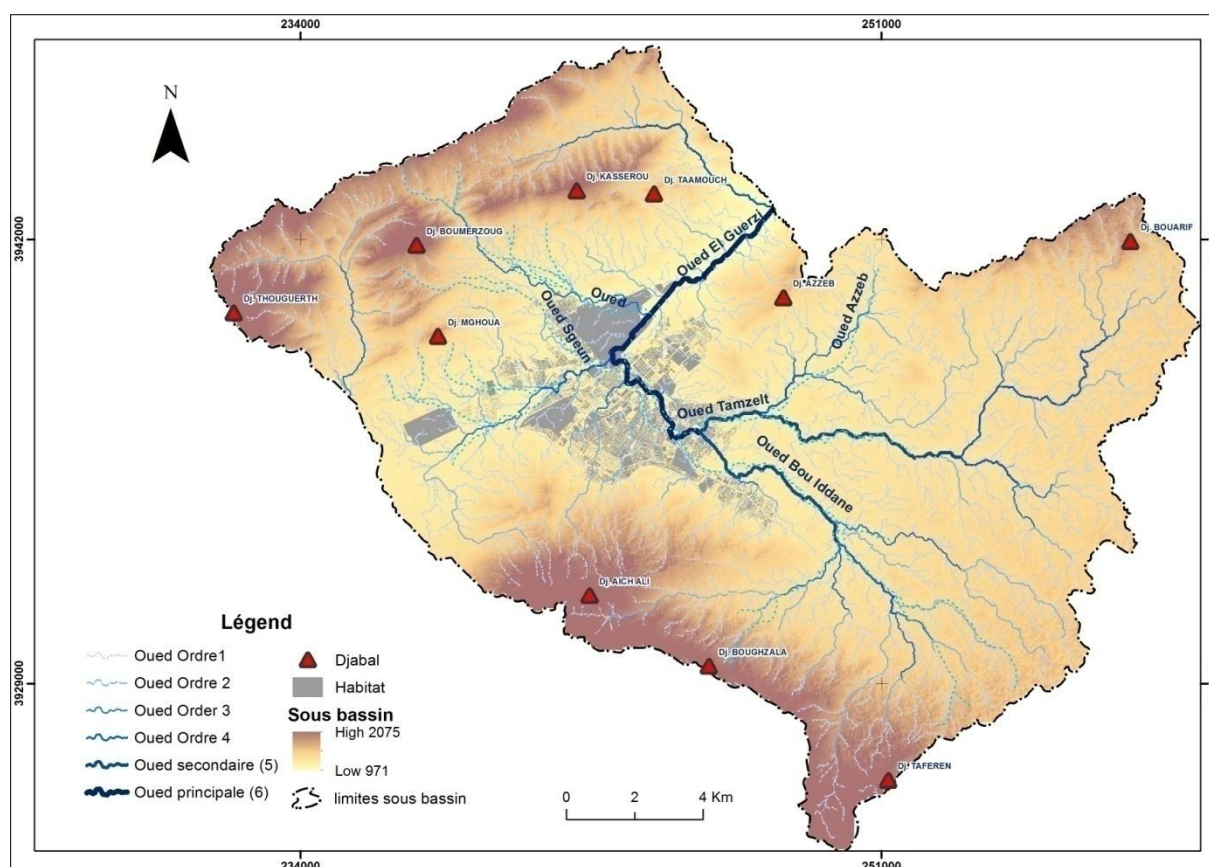 234000
251000
N
3942000
Dj. KASSEROU
Dj. TAAMOUCH
Dj. BOUMERZOUG
Dj. BOUARIF
Oued El Guerzi
Dj. THOUGUERTH
Dj. AZZEB
Oued
Oued Azzeb
Dj. MGHOUA
Oued Sgeun
Oued Tamzelt
Oued Bou Iddane
Dj. AICH ALI
Dj. BOUGHZALA
Dj. TAFEREN
3929000
Légend
Oued Ordre1
Oued Ordre 2
Oued Order 3
Oued Ordre 4
Oued secondaire (5)
Oued principale (6)
Djabal
Habitat
Sous bassin
High 2075
Low 971
limites sous bassin
0 2 4 Km
234000
251000